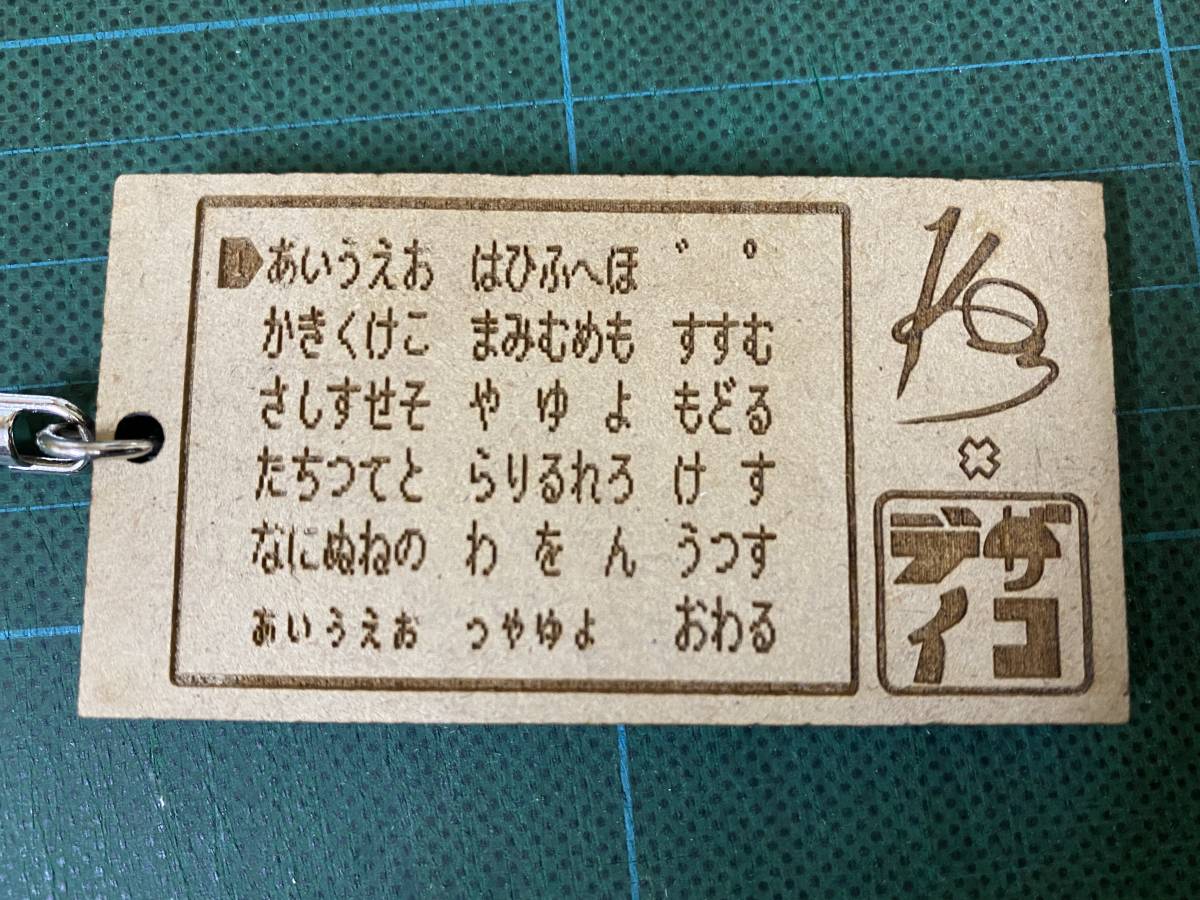 1 あいうえお はひふへほ ゛ ゜
かきくけこ まみむめも すすむ
さしすせそ や ゆ よ もどる
たちつてと らりるれろ け す
なにぬねの わ を ん うつす
ぁぃぅぇぉ っゃゅょ おわる
×
ザコ
ディ